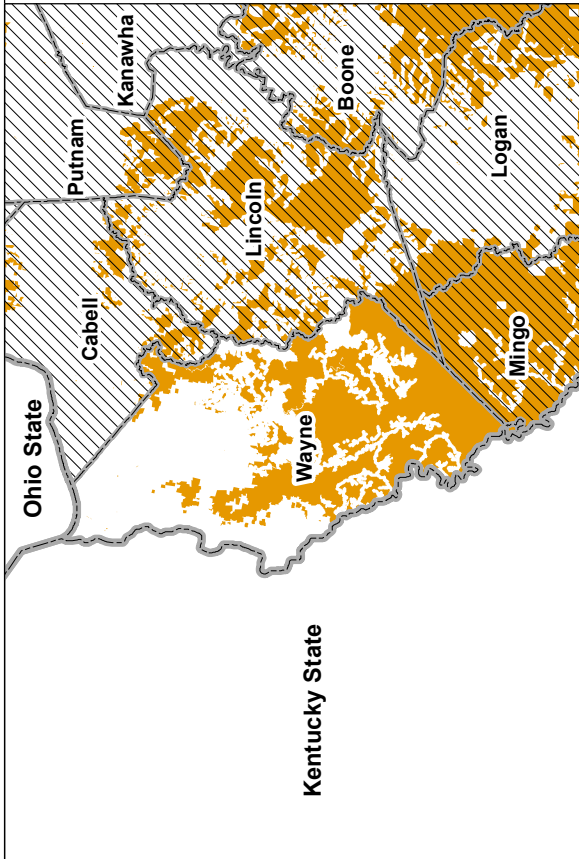 Ohio State
Kentucky State
Cabell
Putnam
Kanawha
Wayne
Lincoln
Boone
Mingo
Logan